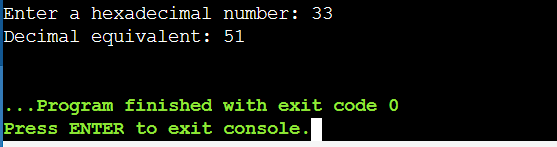 Enter a hexadecimal number: 33
Decimal equivalent: 51
...Program finished with exit code 0
Press ENTER to exit console.